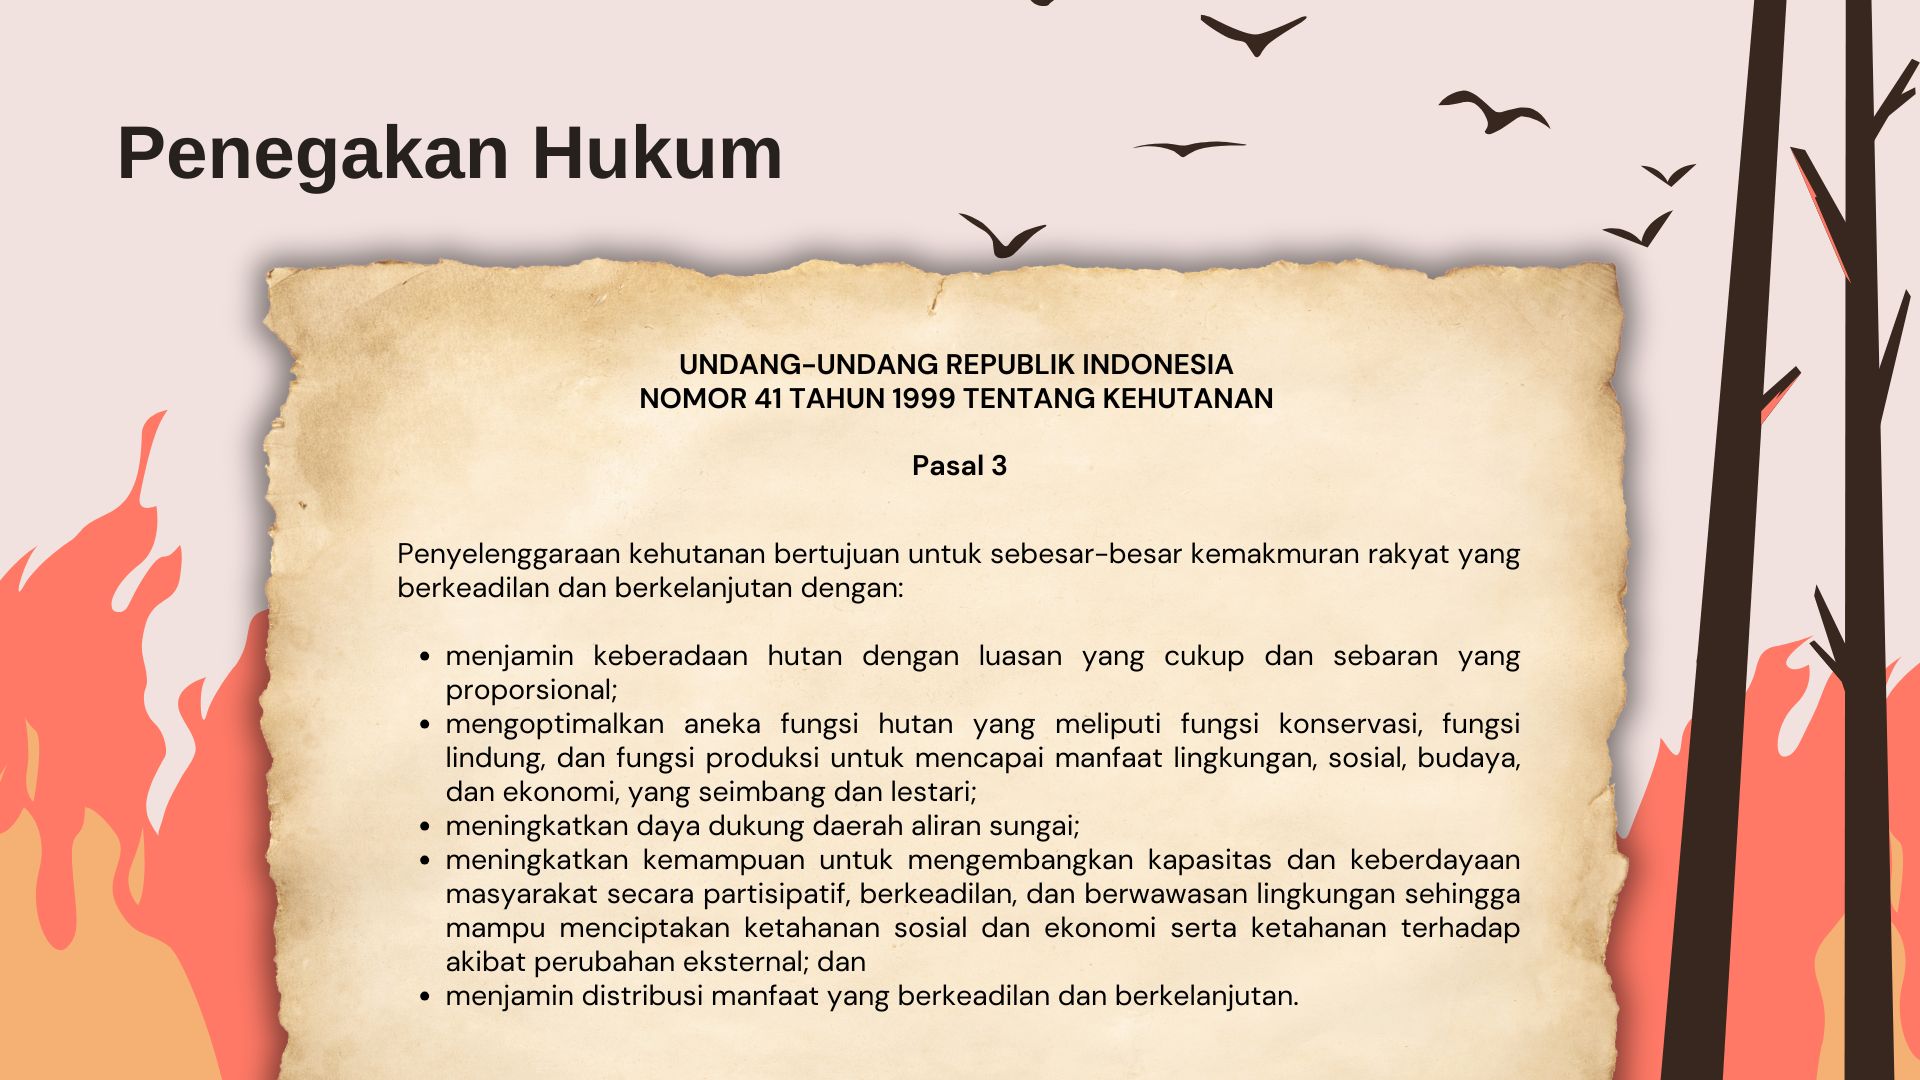 Penegakan Hukum
UNDANG-UNDANG REPUBLIK INDONESIA
NOMOR 41 TAHUN 1999 TENTANG KEHUTANAN
Pasal 3
Penyelenggaraan kehutanan bertujuan untuk sebesar-besar kemakmuran rakyat yang
berkeadilan dan berkelanjutan dengan:
• menjamin keberadaan hutan dengan luasan yang cukup dan sebaran yang
proporsional;
• mengoptimalkan aneka fungsi hutan yang meliputi fungsi konservasi, fungsi
lindung, dan fungsi produksi untuk mencapai manfaat lingkungan, sosial, budaya,
dan ekonomi, yang seimbang dan lestari;
• meningkatkan daya dukung daerah aliran sungai;
• meningkatkan kemampuan untuk mengembangkan kapasitas dan keberdayaan
masyarakat secara partisipatif, berkeadilan, dan berwawasan lingkungan sehingga
mampu menciptakan ketahanan sosial dan ekonomi serta ketahanan terhadap
akibat perubahan eksternal; dan
• menjamin distribusi manfaat yang berkeadilan dan berkelanjutan.